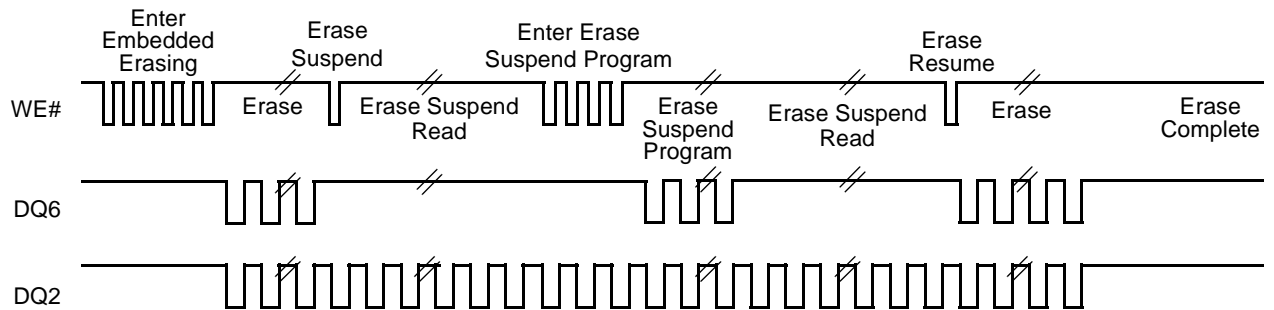 Enter
Embedded
Erasing
Erase
Suspend
Enter Erase
Suspend Program
Erase
Resume
WE#
Erase
Erase Suspend
Read
Erase
Suspend
Program
Erase Suspend
Read
Erase
Erase
Complete
DQ6
DQ2